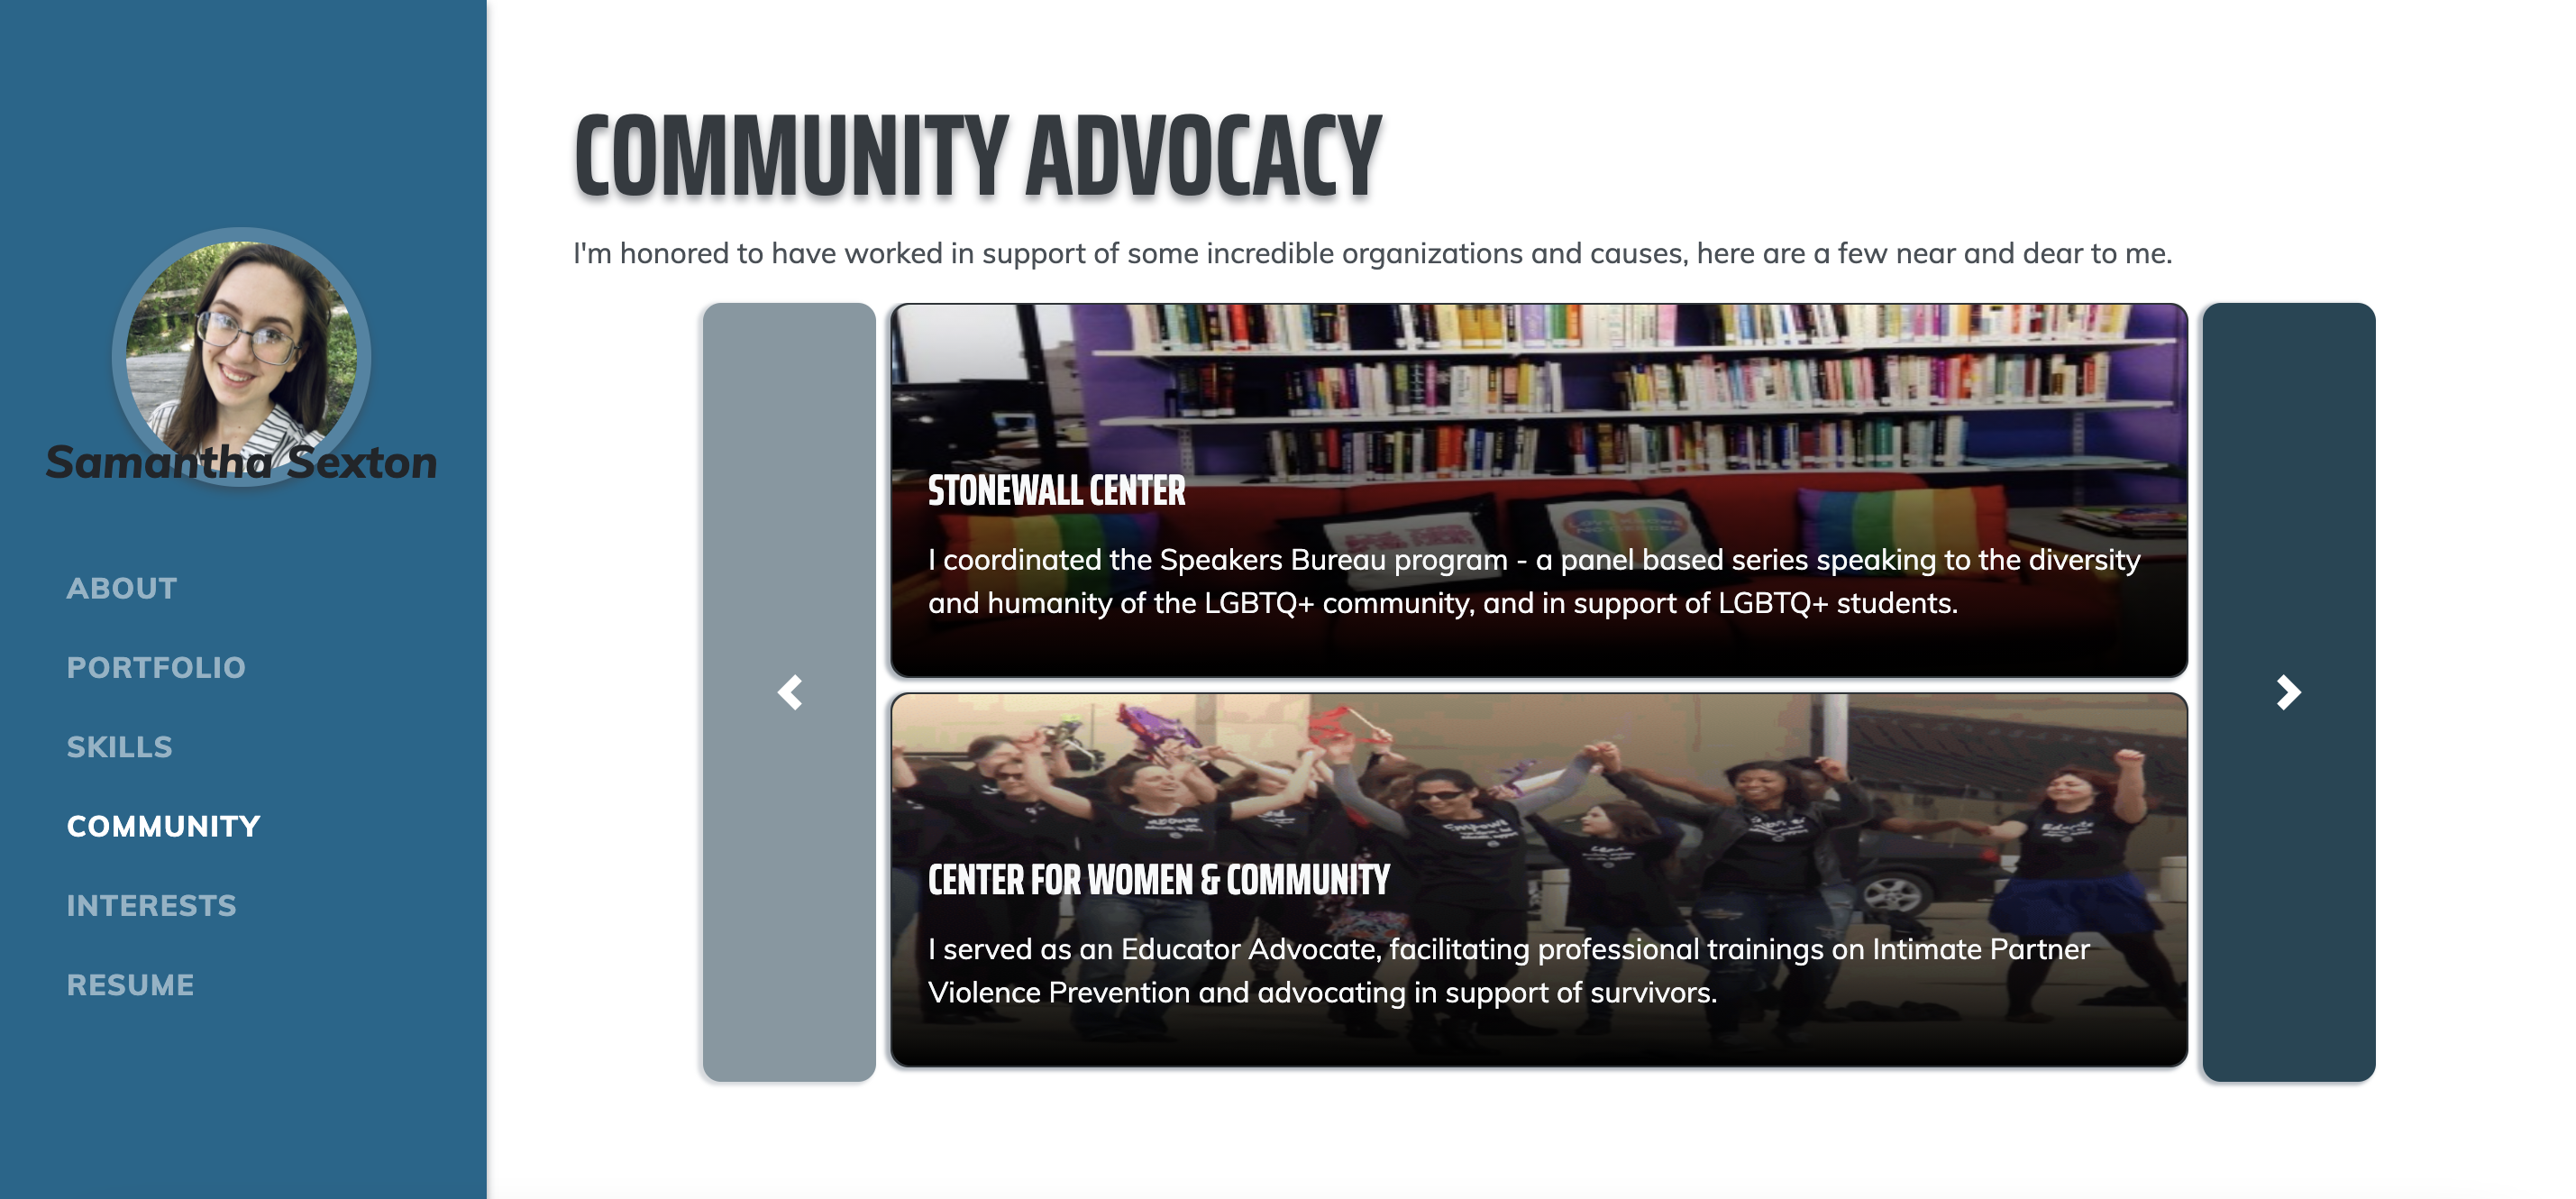 Samantha Sexton
ABOUT
PORTFOLIO
SKILLS
COMMUNITY
INTERESTS
RESUME
COMMUNITY ADVOCACY
I'm honored to have worked in support of some incredible organizations and causes, here are a few near and dear to me.
STONEWALL CENTER
I coordinated the Speakers Bureau program - a panel based series speaking to the diversity
and humanity of the LGBTQ+ community, and in support of LGBTQ+ students.
CENTER FOR WOMEN & COMMUNITY
I served as an Educator Advocate, facilitating professional trainings on Intimate Partner
Violence Prevention and advocating in support of survivors.